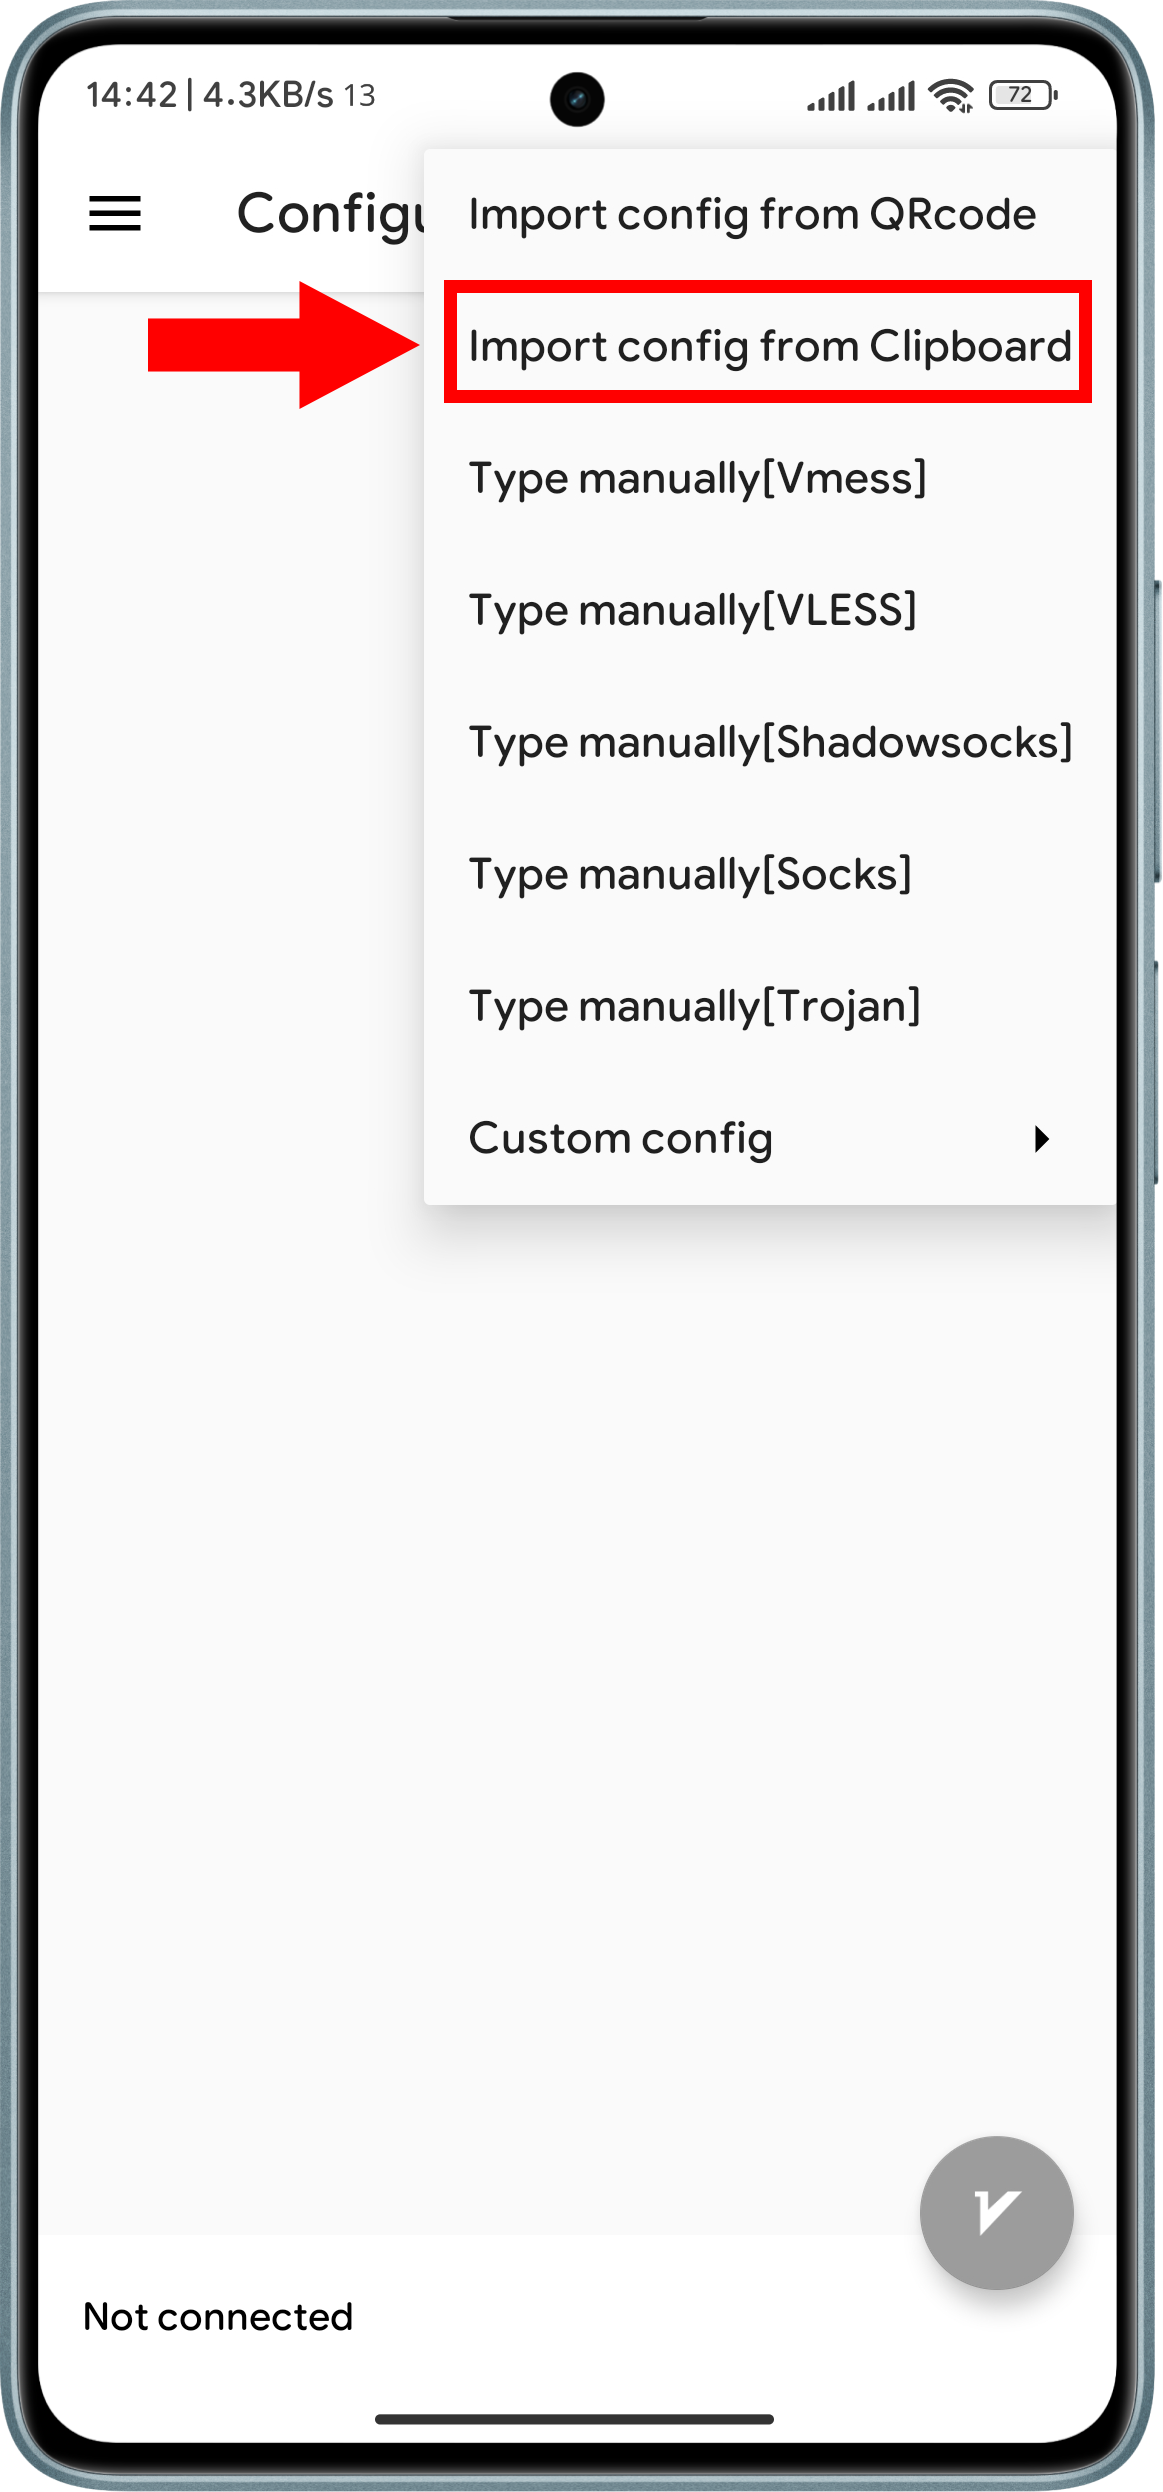 14:42 | 4.3KB/s 13
72
Configu
Import config from QRcode
Import config from Clipboard
Type manually[Vmess]
Type manually[VLESS]
Type manually[Shadowsocks]
Type manually[Socks]
Type manually[Trojan]
Custom config
Not connected